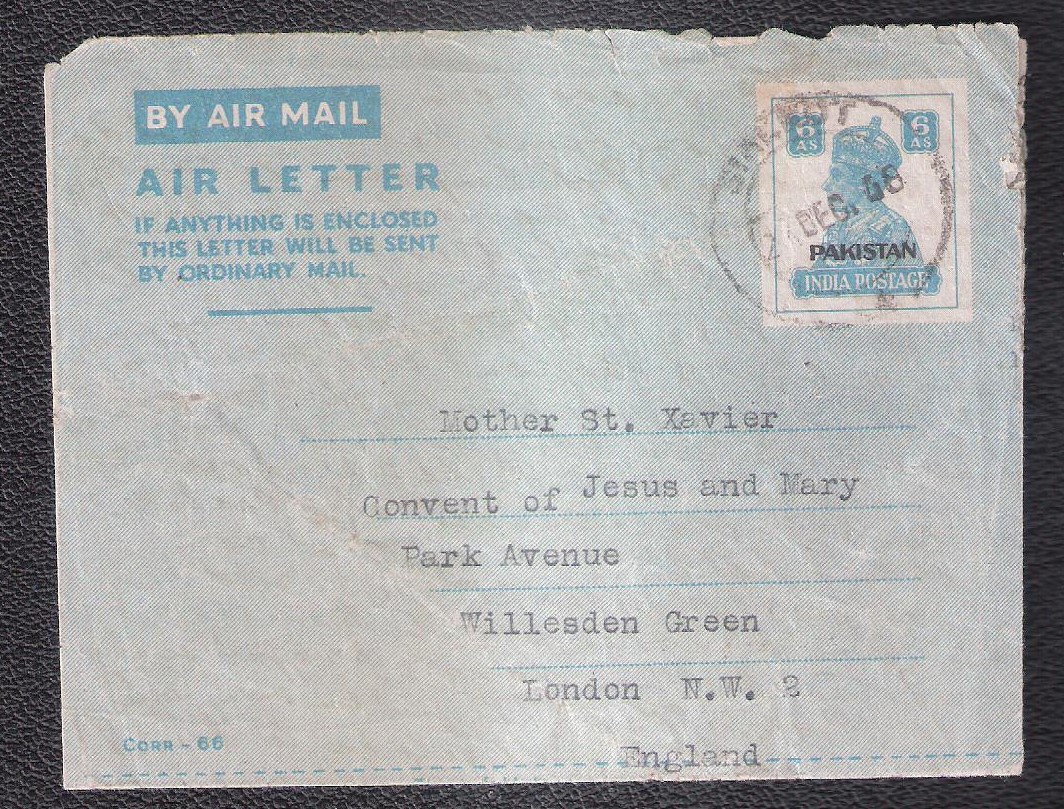 BY AIR MAIL
AIR LETTER
IF ANYTHING IS ENCLOSED
THIS LETTER WILL BE SENT
BY ORDINARY MAIL.
6 AS 6 AS
DEC. 48
PAKISTAN
INDIA POSTAGE
Mother St. Xavier
Convent of Jesus and Mary
Park Avenue
Willesden Green
London N.W. 2
England
CORR - 66